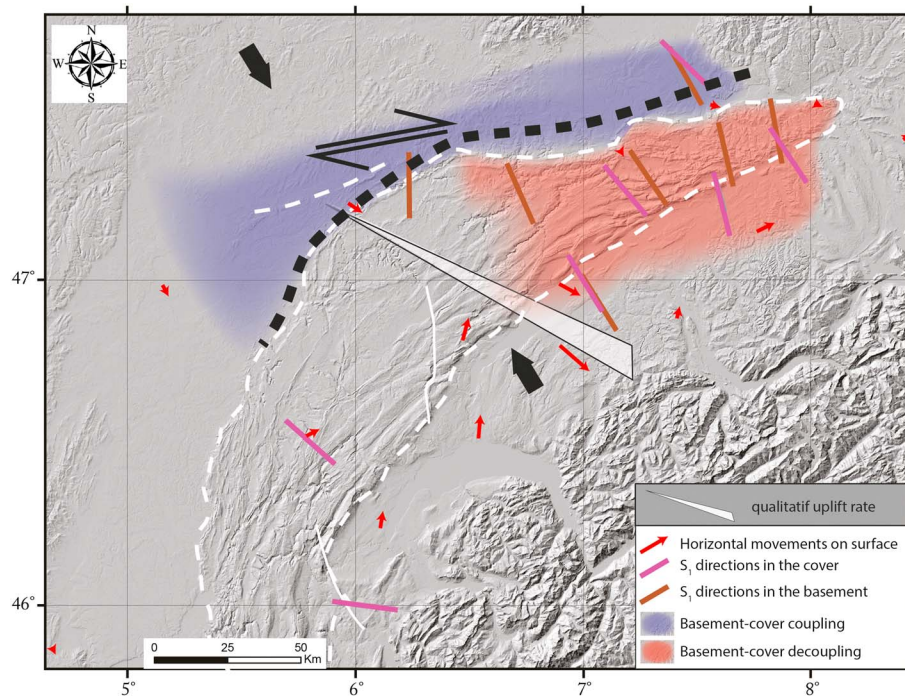 N
W E
S
47°
46°
0 25 50
Km
5° 6° 7° 8°
qualitatif uplift rate
Horizontal movements on surface
S₁ directions in the cover
S₁ directions in the basement
Basement-cover coupling
Basement-cover decoupling